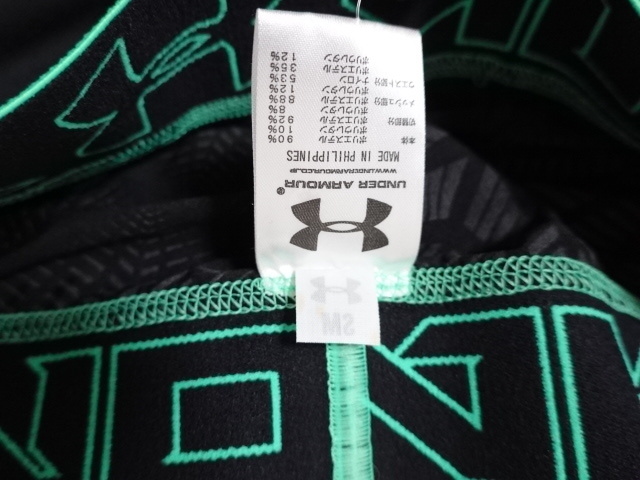 UNDER ARMOUR®
WWW.UNDERARMOUR.CO.JP
MADE IN PHILIPPINES
本体 ポリエステル 90%
ポリウレタン 10%
切替部分 ポリエステル 92%
ポリウレタン 8%
メッシュ部分 ポリエステル 88%
ポリウレタン 12%
ウエスト部分 ナイロン 53%
ポリエステル 35%
ポリウレタン 12%
SM